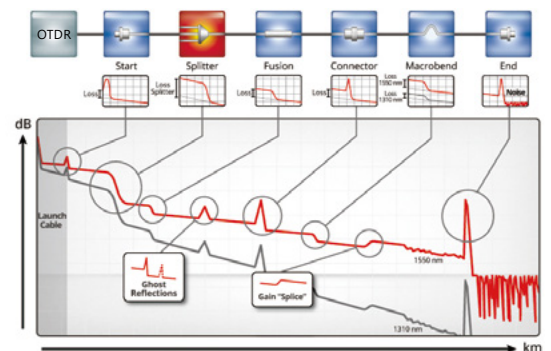 OTDR
Start
Splitter
Fusion
Connector
Macrobend
End
Loss
Loss
Splitter
Loss
Loss
Loss
1550 nm
Loss
1310 nm
Noise
dB
Launch
Cable
Ghost
Reflections
Gain "Splice"
1550 nm
1310 nm
km